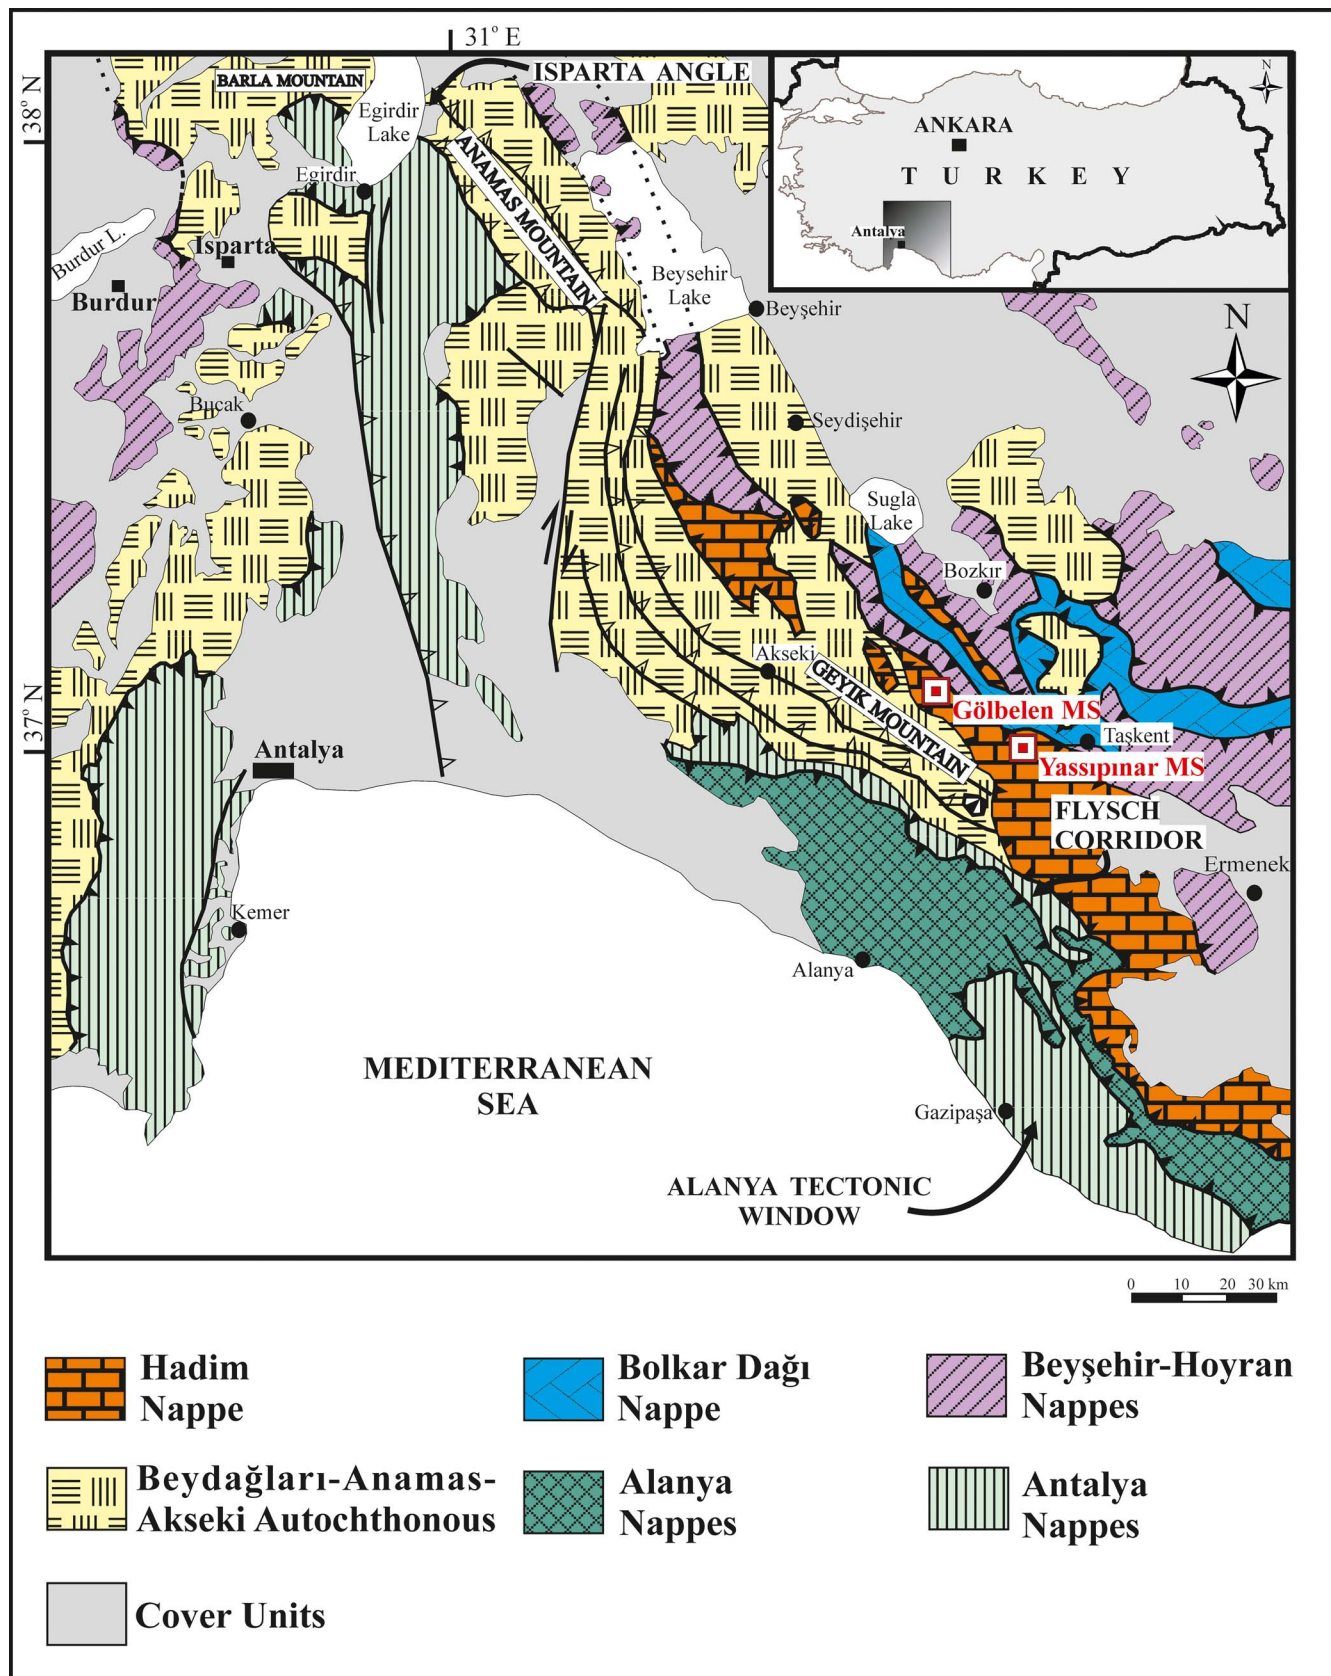 31° E
38° N
37° N
BARLA MOUNTAIN
ISPARTA ANGLE
Egirdir
Lake
Egirdir
ANAMAS MOUNTAIN
Burdur L.
Isparta
Burdur
Beysehir
Lake
Beyşehir
Bucak
Seydişehir
Sugla
Lake
Bozkır
Akseki
GEYIK MOUNTAIN
Gölbelen MS
Taşkent
Yassıpınar MS
FLYSCH
CORRIDOR
Ermenek
Antalya
Kemer
Alanya
MEDITERRANEAN
SEA
Gazipaşa
ALANYA TECTONIC
WINDOW
N
ANKARA
TURKEY
Antalya
N
0 10 20 30 km
Hadim
Nappe
Bolkar Dağı
Nappe
Beyşehir-Hoyran
Nappes
Beydağları-Anamas-
Akseki Autochthonous
Alanya
Nappes
Antalya
Nappes
Cover Units